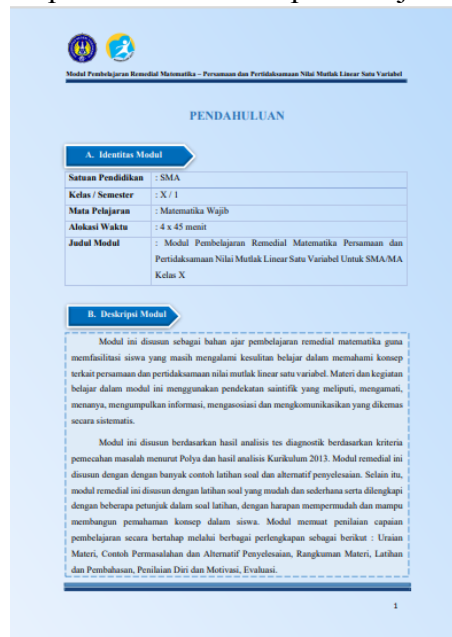 Modul Pembelajaran Remedial Matematika – Persamaan dan Pertidaksamaan Nilai Mutlak Linear Satu Variabel
PENDAHULUAN
A. Identitas Modul
Satuan Pendidikan : SMA
Kelas / Semester : X / 1
Mata Pelajaran : Matematika Wajib
Alokasi Waktu : 4 x 45 menit
Judul Modul : Modul Pembelajaran Remedial Matematika Persamaan dan
Pertidaksamaan Nilai Mutlak Linear Satu Variabel Untuk SMA/MA
Kelas X
B. Deskripsi Modul
Modul ini disusun sebagai bahan ajar pembelajaran remedial matematika guna
memfasilitasi siswa yang masih mengalami kesulitan belajar dalam memahami konsep
terkait persamaan dan pertidaksamaan nilai mutlak linear satu variabel. Materi dan kegiatan
belajar dalam modul ini menggunakan pendekatan saintifik yang meliputi, mengamati,
menanya, mengumpulkan informasi, mengasosiasi dan mengkomunikasikan yang dikemas
secara sistematis.
Modul ini disusun berdasarkan hasil analisis tes diagnostik berdasarkan kriteria
pemecahan masalah menurut Polya dan hasil analisis Kurikulum 2013. Modul remedial ini
disusun dengan dengan banyak contoh latihan soal dan alternatif penyelesaian. Selain itu,
modul remedial ini disusun dengan latihan soal yang mudah dan sederhana serta dilengkapi
dengan beberapa petunjuk dalam soal latihan, dengan harapan mempermudah dan mampu
membangun pemahaman konsep dalam siswa. Modul memuat penilaian capaian
pembelajaran secara bertahap melalui berbagai perlengkapan sebagai berikut : Uraian
Materi, Contoh Permasalahan dan Alternatif Penyelesaian, Rangkuman Materi, Latihan
dan Pembahasan, Penilaian Diri dan Motivasi, Evaluasi.
1